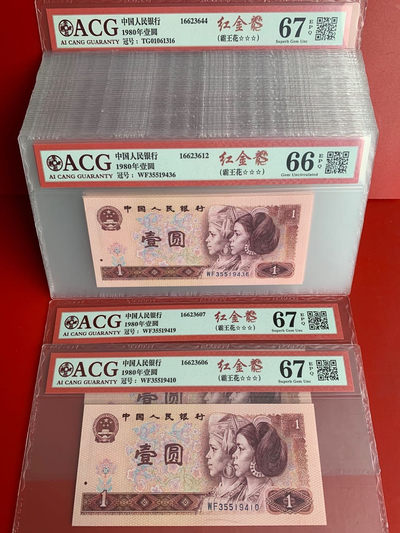 ACG
AI CANG GUARANTY
中国人民银行 16623644
1980年壹圆
冠号：TG01061316
红金龙
(霸王花☆☆☆)
67 EPQ
Superb Gem Unc
ACG
AI CANG GUARANTY
中国人民银行 16623612
1980年壹圆
冠号：WF35519436
红金龙
(霸王花☆☆☆)
66 EPQ
Gem Uncirculated
中国人民银行
1
壹圆
WF35519436
1
1
ACG
AI CANG GUARANTY
中国人民银行 16623607
1980年壹圆
冠号：WF35519419
红金龙
(霸王花☆☆☆)
67 EPQ
Superb Gem Unc
ACG
AI CANG GUARANTY
中国人民银行 16623606
1980年壹圆
冠号：WF35519410
红金龙
(霸王花☆☆☆)
67 EPQ
Superb Gem Unc
中国人民银行
1
壹圆
WF35519410
1
1